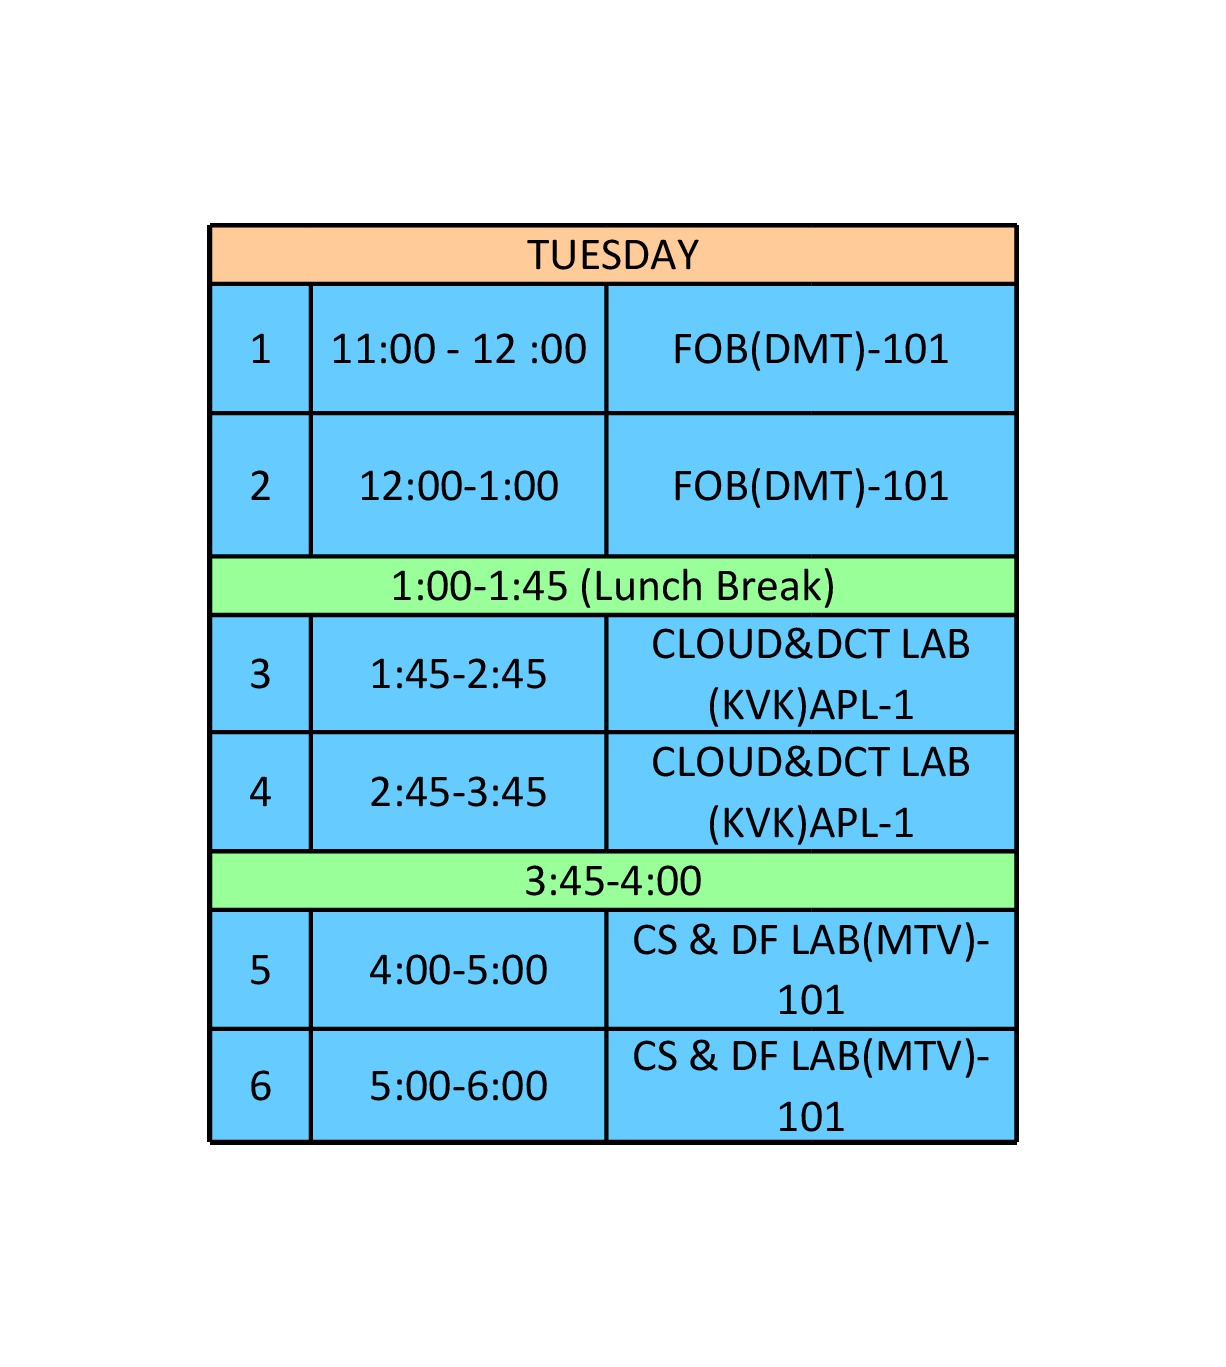 TUESDAY
1 11:00 - 12 :00 FOB(DMT)-101
2 12:00-1:00 FOB(DMT)-101
1:00-1:45 (Lunch Break)
3 1:45-2:45 CLOUD&DCT LAB
(KVK)APL-1
4 2:45-3:45 CLOUD&DCT LAB
(KVK)APL-1
3:45-4:00
5 4:00-5:00 CS & DF LAB(MTV)-
101
6 5:00-6:00 CS & DF LAB(MTV)-
101